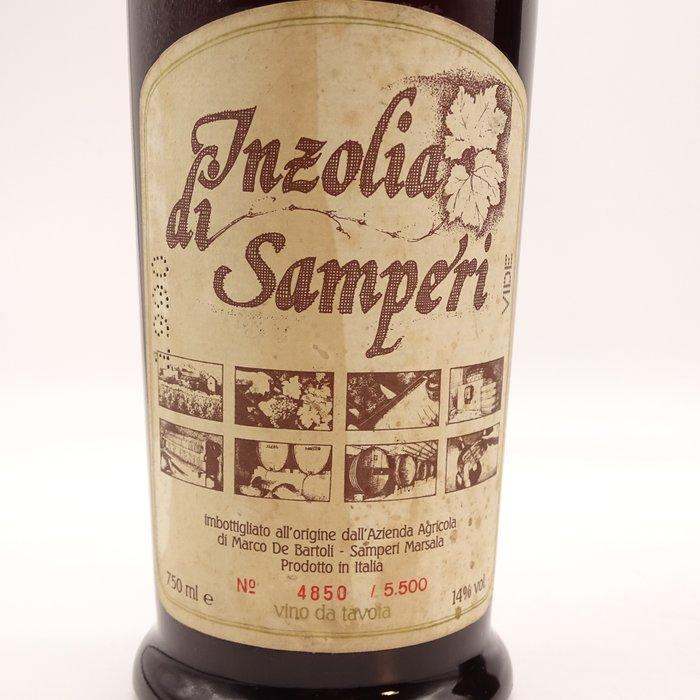 Inzolia
di
Samperi
VIDE
imbottigliato all'origine dall'Azienda Agricola
di Marco De Bartoli - Samperi Marsala
Prodotto in Italia
750 ml e
Nº 4850 / 5.500
14% vol
vino da tavola